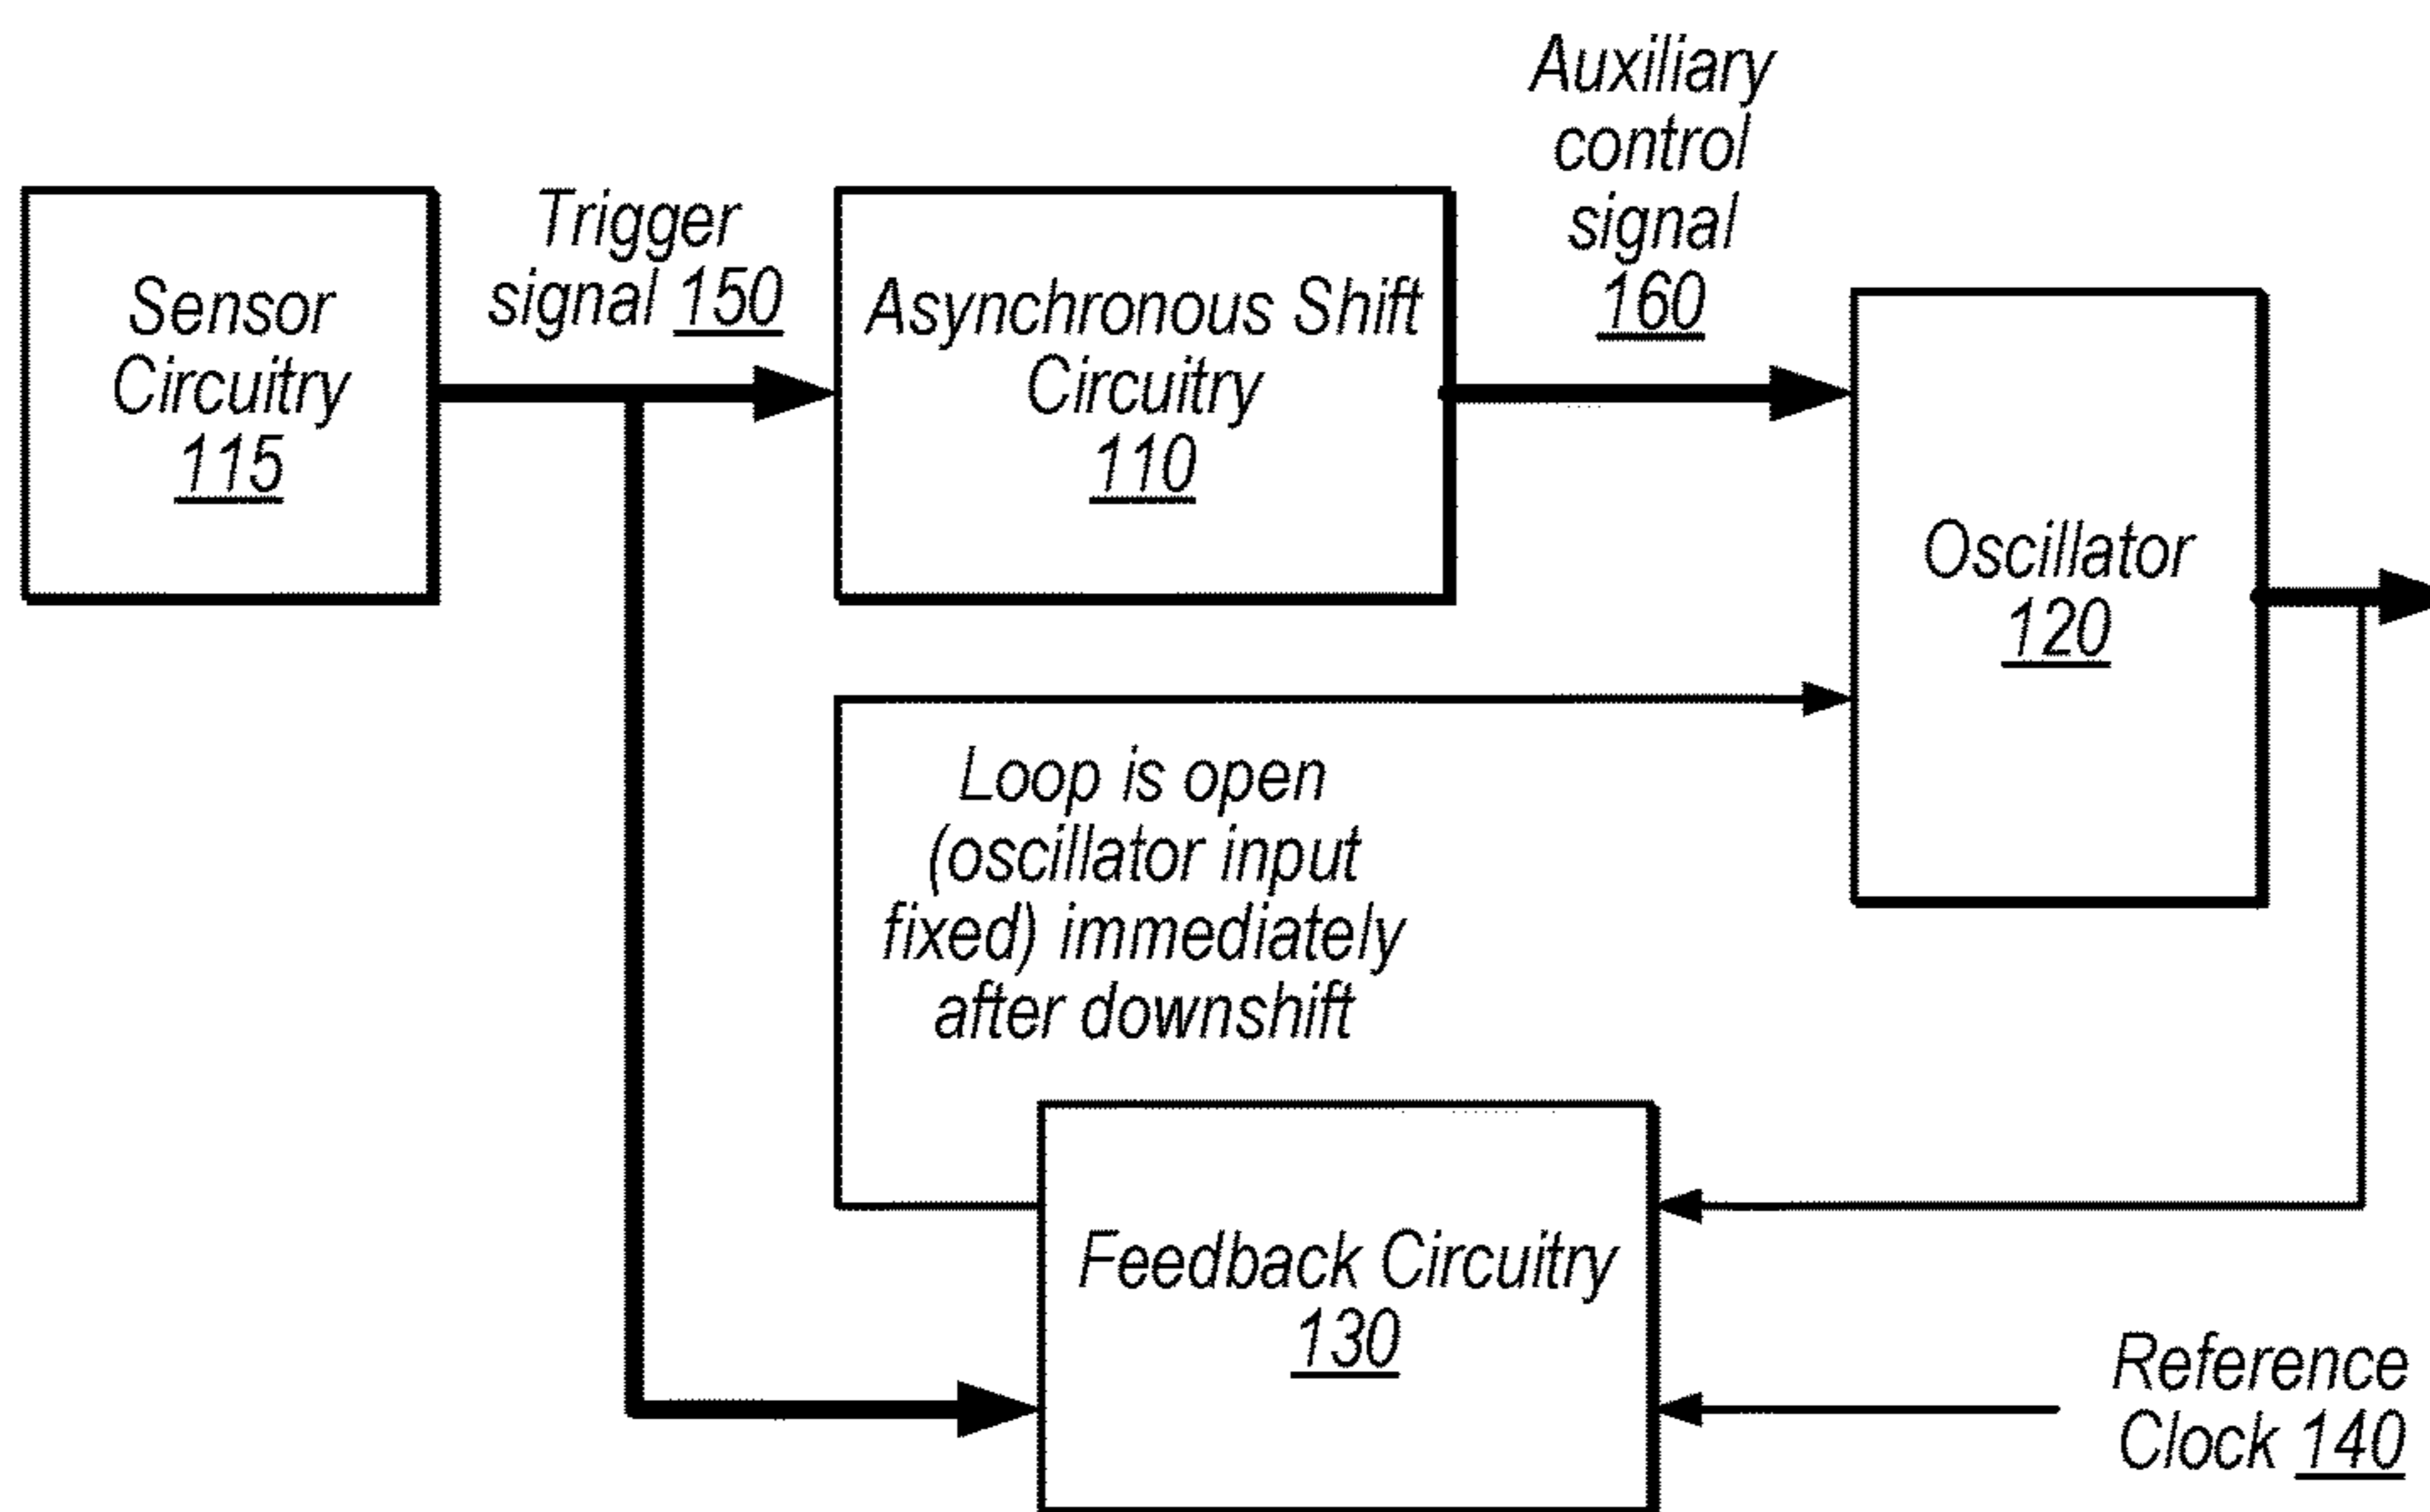 Sensor
Circuitry
115
Trigger
signal 150
Asynchronous Shift
Circuitry
110
Auxiliary
control
signal
160
Oscillator
120
Loop is open
(oscillator input
fixed) immediately
after downshift
Feedback Circuitry
130
Reference
Clock 140